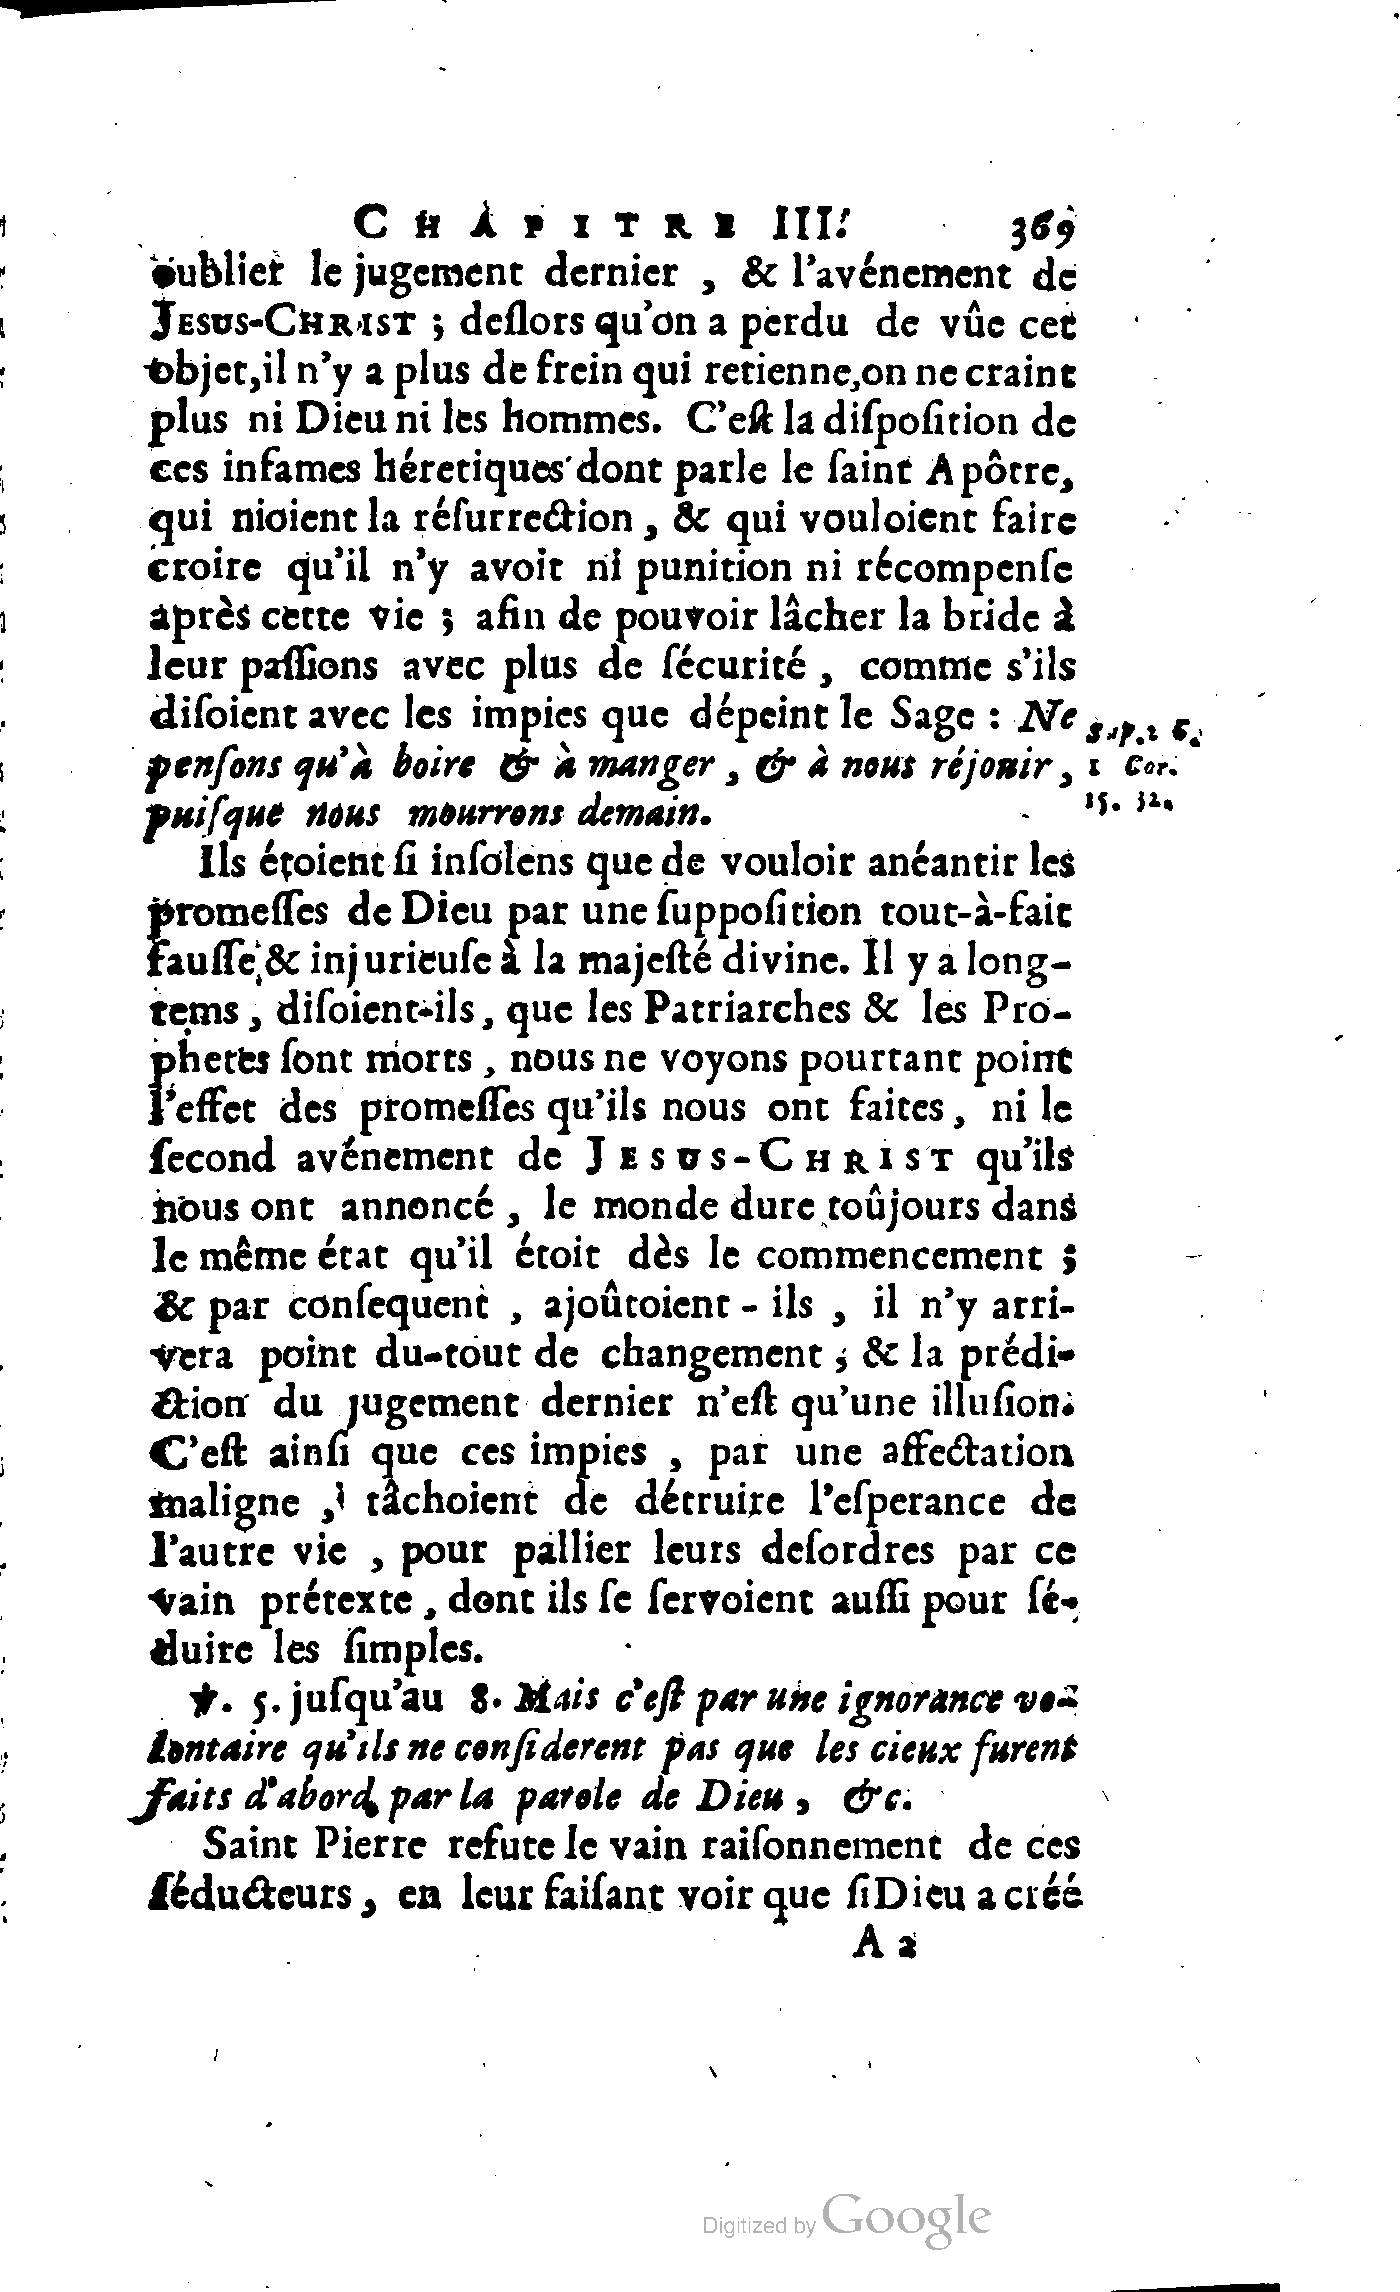 CHAPITRE III. 369
oublier le jugement dernier, & l'avénement de
JESUS-CHRIST ; deſlors qu'on a perdu de vûe cet
objet, il n'y a plus de frein qui retienne, on ne craint
plus ni Dieu ni les hommes. C'eſt la diſpoſition de
ces infames héretiques dont parle le ſaint Apôtre,
qui nioient la réſurrection, & qui vouloient faire
croire qu'il n'y avoit ni punition ni récompenſe
après cette vie ; afin de pouvoir lâcher la bride à
leur paſſions avec plus de ſécurité, comme s'ils
diſoient avec les impies que dépeint le Sage : Ne
penſons qu'à boire & à manger, & à nous réjouir,
puiſque nous mourrons demain.
Sap. 2 6.
1 Cor.
15. 32.
Ils étoient ſi inſolens que de vouloir anéantir les
promeſſes de Dieu par une ſuppoſition tout-à-fait
fauſſe & injurieuſe à la majeſté divine. Il y a long-
tems, diſoient-ils, que les Patriarches & les Pro-
phetes ſont morts, nous ne voyons pourtant point
l'effet des promeſſes qu'ils nous ont faites, ni le
ſecond avénement de JESUS-CHRIST qu'ils
nous ont annoncé, le monde dure toûjours dans
le même état qu'il étoit dès le commencement ;
& par conſequent, ajoûtoient-ils, il n'y arri-
vera point du-tout de changement ; & la prédi-
ction du jugement dernier n'eſt qu'une illuſion.
C'eſt ainſi que ces impies, par une affectation
maligne, tâchoient de détruire l'eſperance de
l'autre vie, pour pallier leurs deſordres par ce
vain prétexte, dont ils ſe ſervoient auſſi pour ſé-
duire les ſimples.
℣. 5. juſqu'au 8. Mais c'eſt par une ignorance vo-
lontaire qu'ils ne conſiderent pas que les cieux furent
faits d'abord par la parole de Dieu, &c.
Saint Pierre refute le vain raiſonnement de ces
ſéducteurs, en leur faiſant voir que ſi Dieu a créé
A a
Digitized by Google